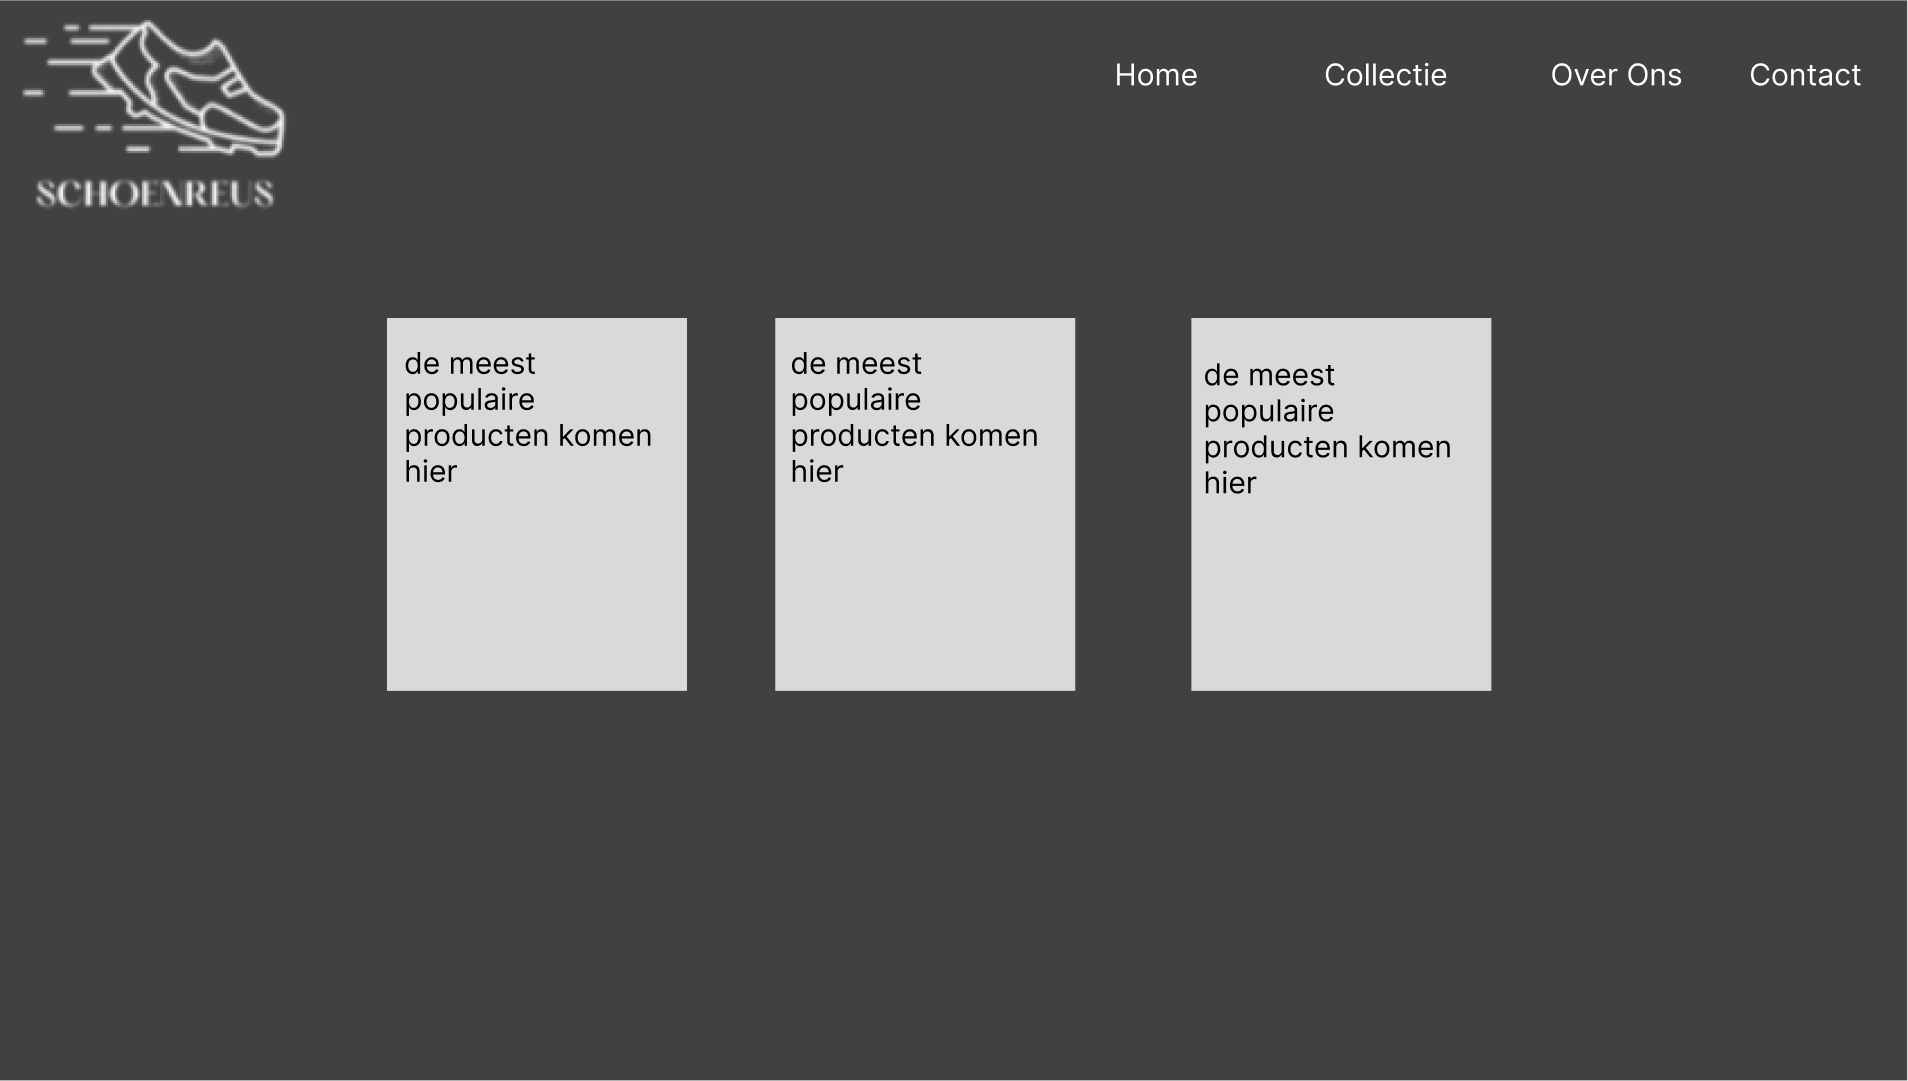 SCHOENREUS
Home
Collectie
Over Ons
Contact
de meest
populaire
producten komen
hier
de meest
populaire
producten komen
hier
de meest
populaire
producten komen
hier